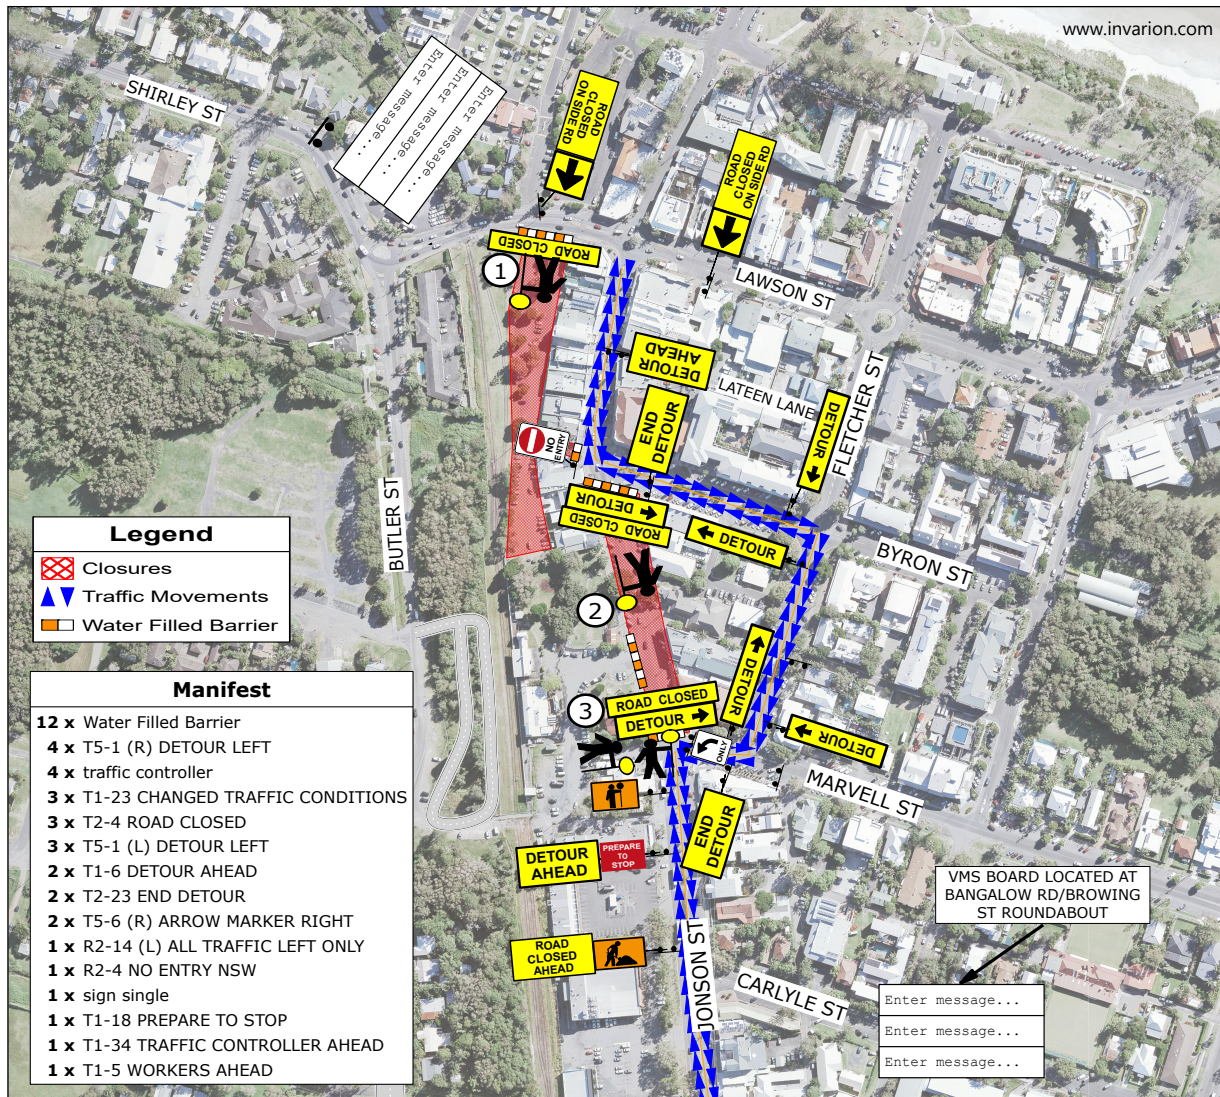 www.invarion.com
SHIRLEY ST
Enter message...
Enter message...
Enter message...
ROAD
CLOSED
ON SIDE RD
ROAD
CLOSED
ON SIDE RD
ROAD CLOSED
1
LAWSON ST
DETOUR
AHEAD
LATEEN LANE
FLETCHER ST
END
DETOUR
DETOUR
NO
ENTRY
DETOUR
ROAD CLOSED
DETOUR
BYRON ST
BUTLER ST
Legend
Closures
Traffic Movements
Water Filled Barrier
2
DETOUR
3
ROAD CLOSED
DETOUR
ONLY
DETOUR
MARVELL ST
END
DETOUR
DETOUR
AHEAD
PREPARE
TO
STOP
ROAD
CLOSED
AHEAD
JONSON ST
CARLYLE ST
VMS BOARD LOCATED AT
BANGALOW RD/BROWING
ST ROUNDABOUT
Enter message...
Enter message...
Enter message...
Manifest
12 x Water Filled Barrier
4 x T5-1 (R) DETOUR LEFT
4 x traffic controller
3 x T1-23 CHANGED TRAFFIC CONDITIONS
3 x T2-4 ROAD CLOSED
3 x T5-1 (L) DETOUR LEFT
2 x T1-6 DETOUR AHEAD
2 x T2-23 END DETOUR
2 x T5-6 (R) ARROW MARKER RIGHT
1 x R2-14 (L) ALL TRAFFIC LEFT ONLY
1 x R2-4 NO ENTRY NSW
1 x sign single
1 x T1-18 PREPARE TO STOP
1 x T1-34 TRAFFIC CONTROLLER AHEAD
1 x T1-5 WORKERS AHEAD